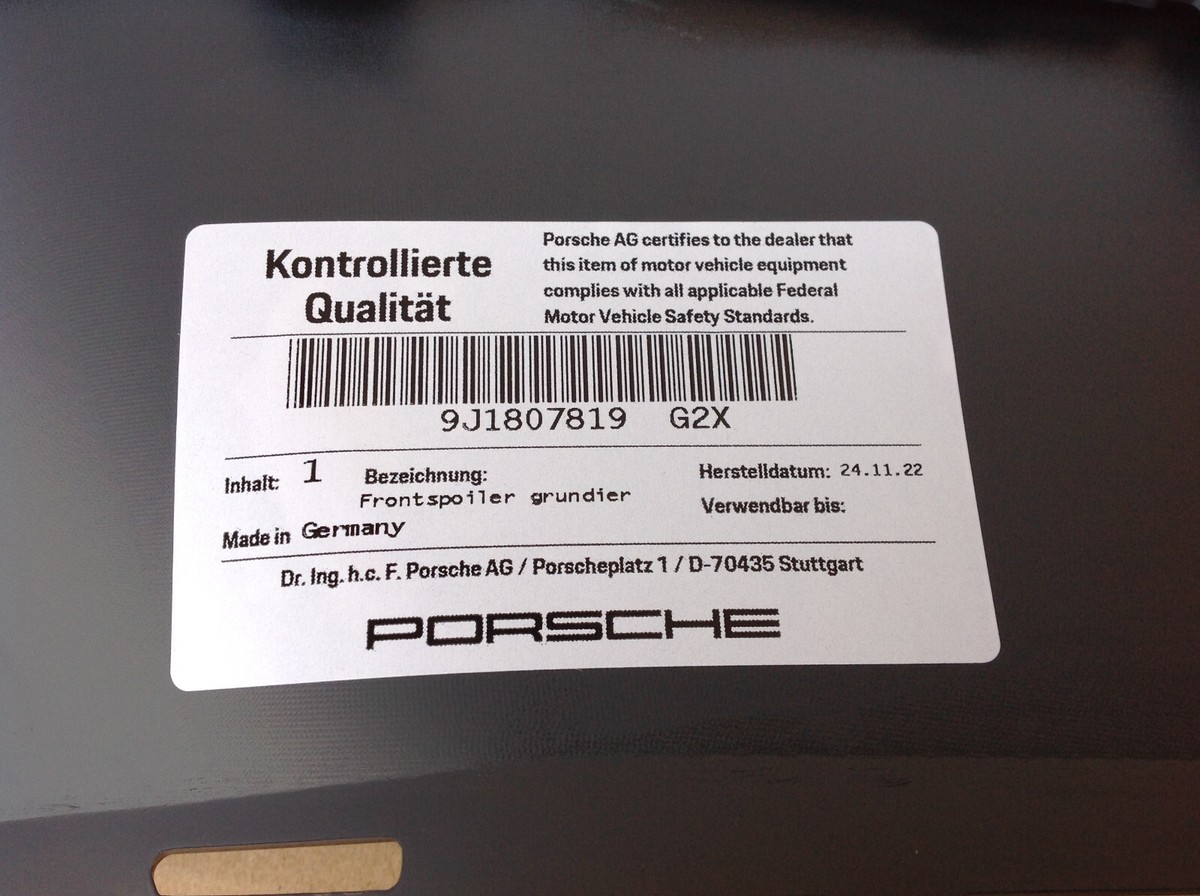 Kontrollierte
Qualität
Porsche AG certifies to the dealer that
this item of motor vehicle equipment
complies with all applicable Federal
Motor Vehicle Safety Standards.
9J1807819 G2X
Inhalt: 1
Bezeichnung:
Frontspoiler grundier
Herstelldatum: 24.11.22
Verwendbar bis:
Made in Germany
Dr. Ing. h.c. F. Porsche AG / Porscheplatz 1 / D-70435 Stuttgart
PORSCHE